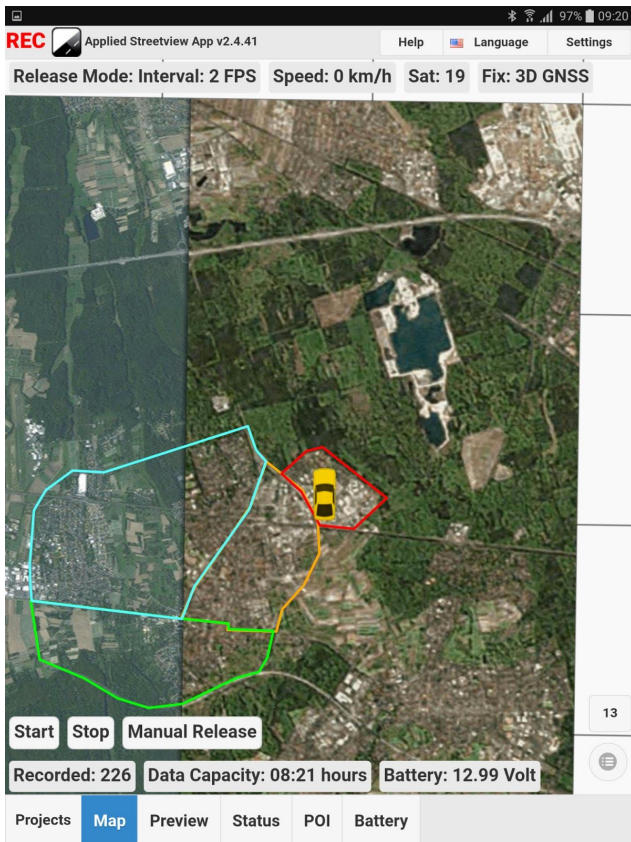 97% 09:20
REC Applied Streetview App v2.4.41 Help Language Settings
Release Mode: Interval: 2 FPS Speed: 0 km/h Sat: 19 Fix: 3D GNSS
13
Start Stop Manual Release
Recorded: 226 Data Capacity: 08:21 hours Battery: 12.99 Volt
Projects Map Preview Status POI Battery